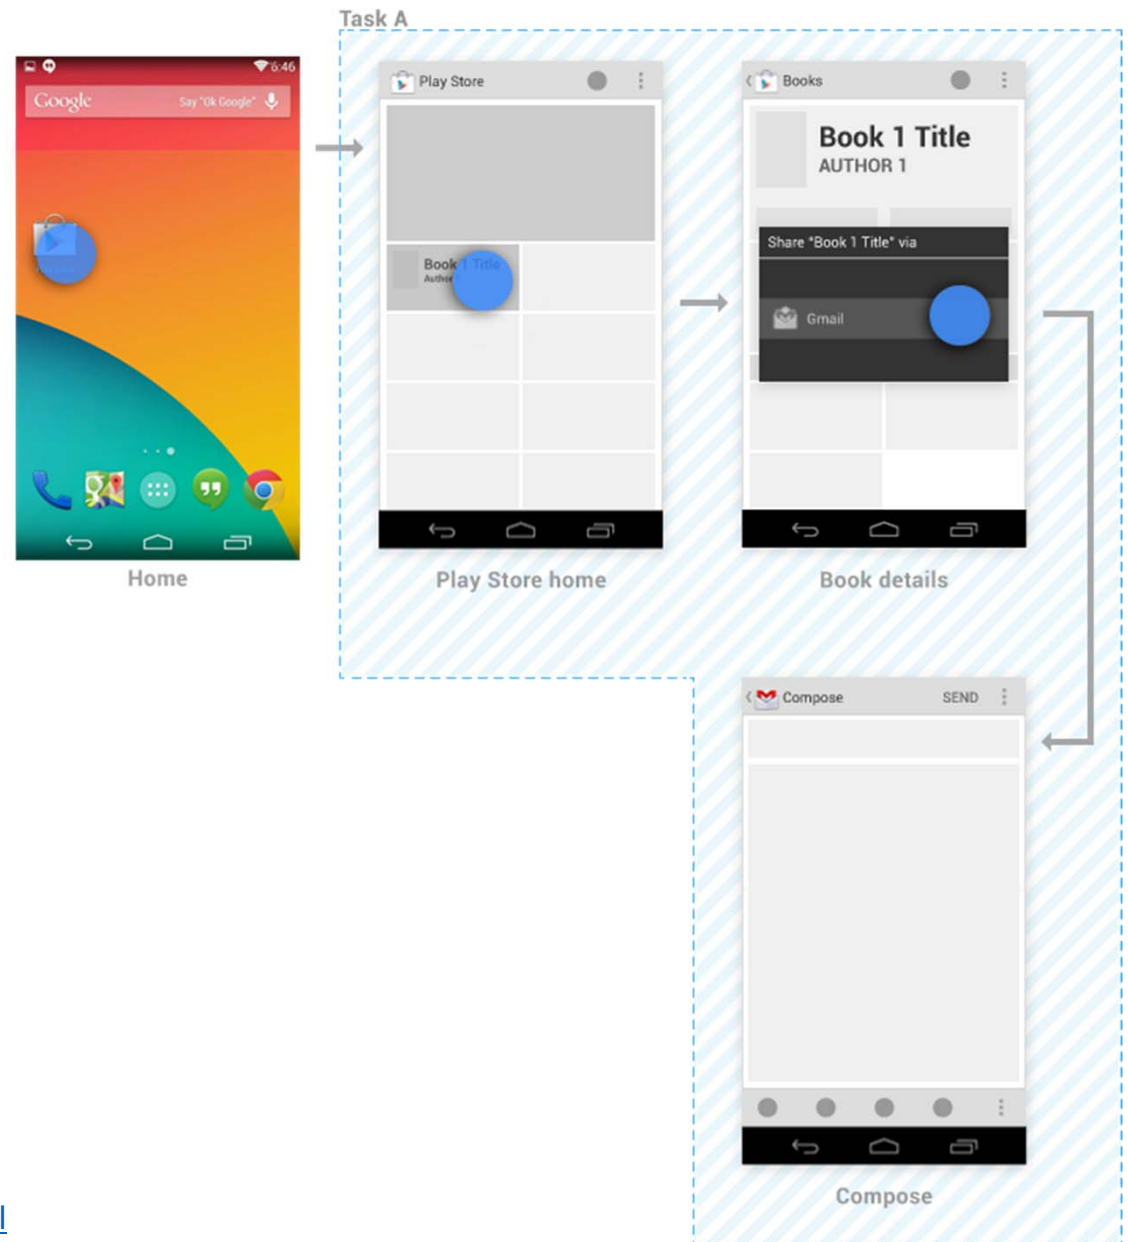 Task A
6:46
Google
Say "Ok Google"
Home
Play Store
Book 1 Title
Author
Play Store home
Books
Book 1 Title
AUTHOR 1
Share "Book 1 Title" via
Gmail
Book details
Compose
SEND
Compose